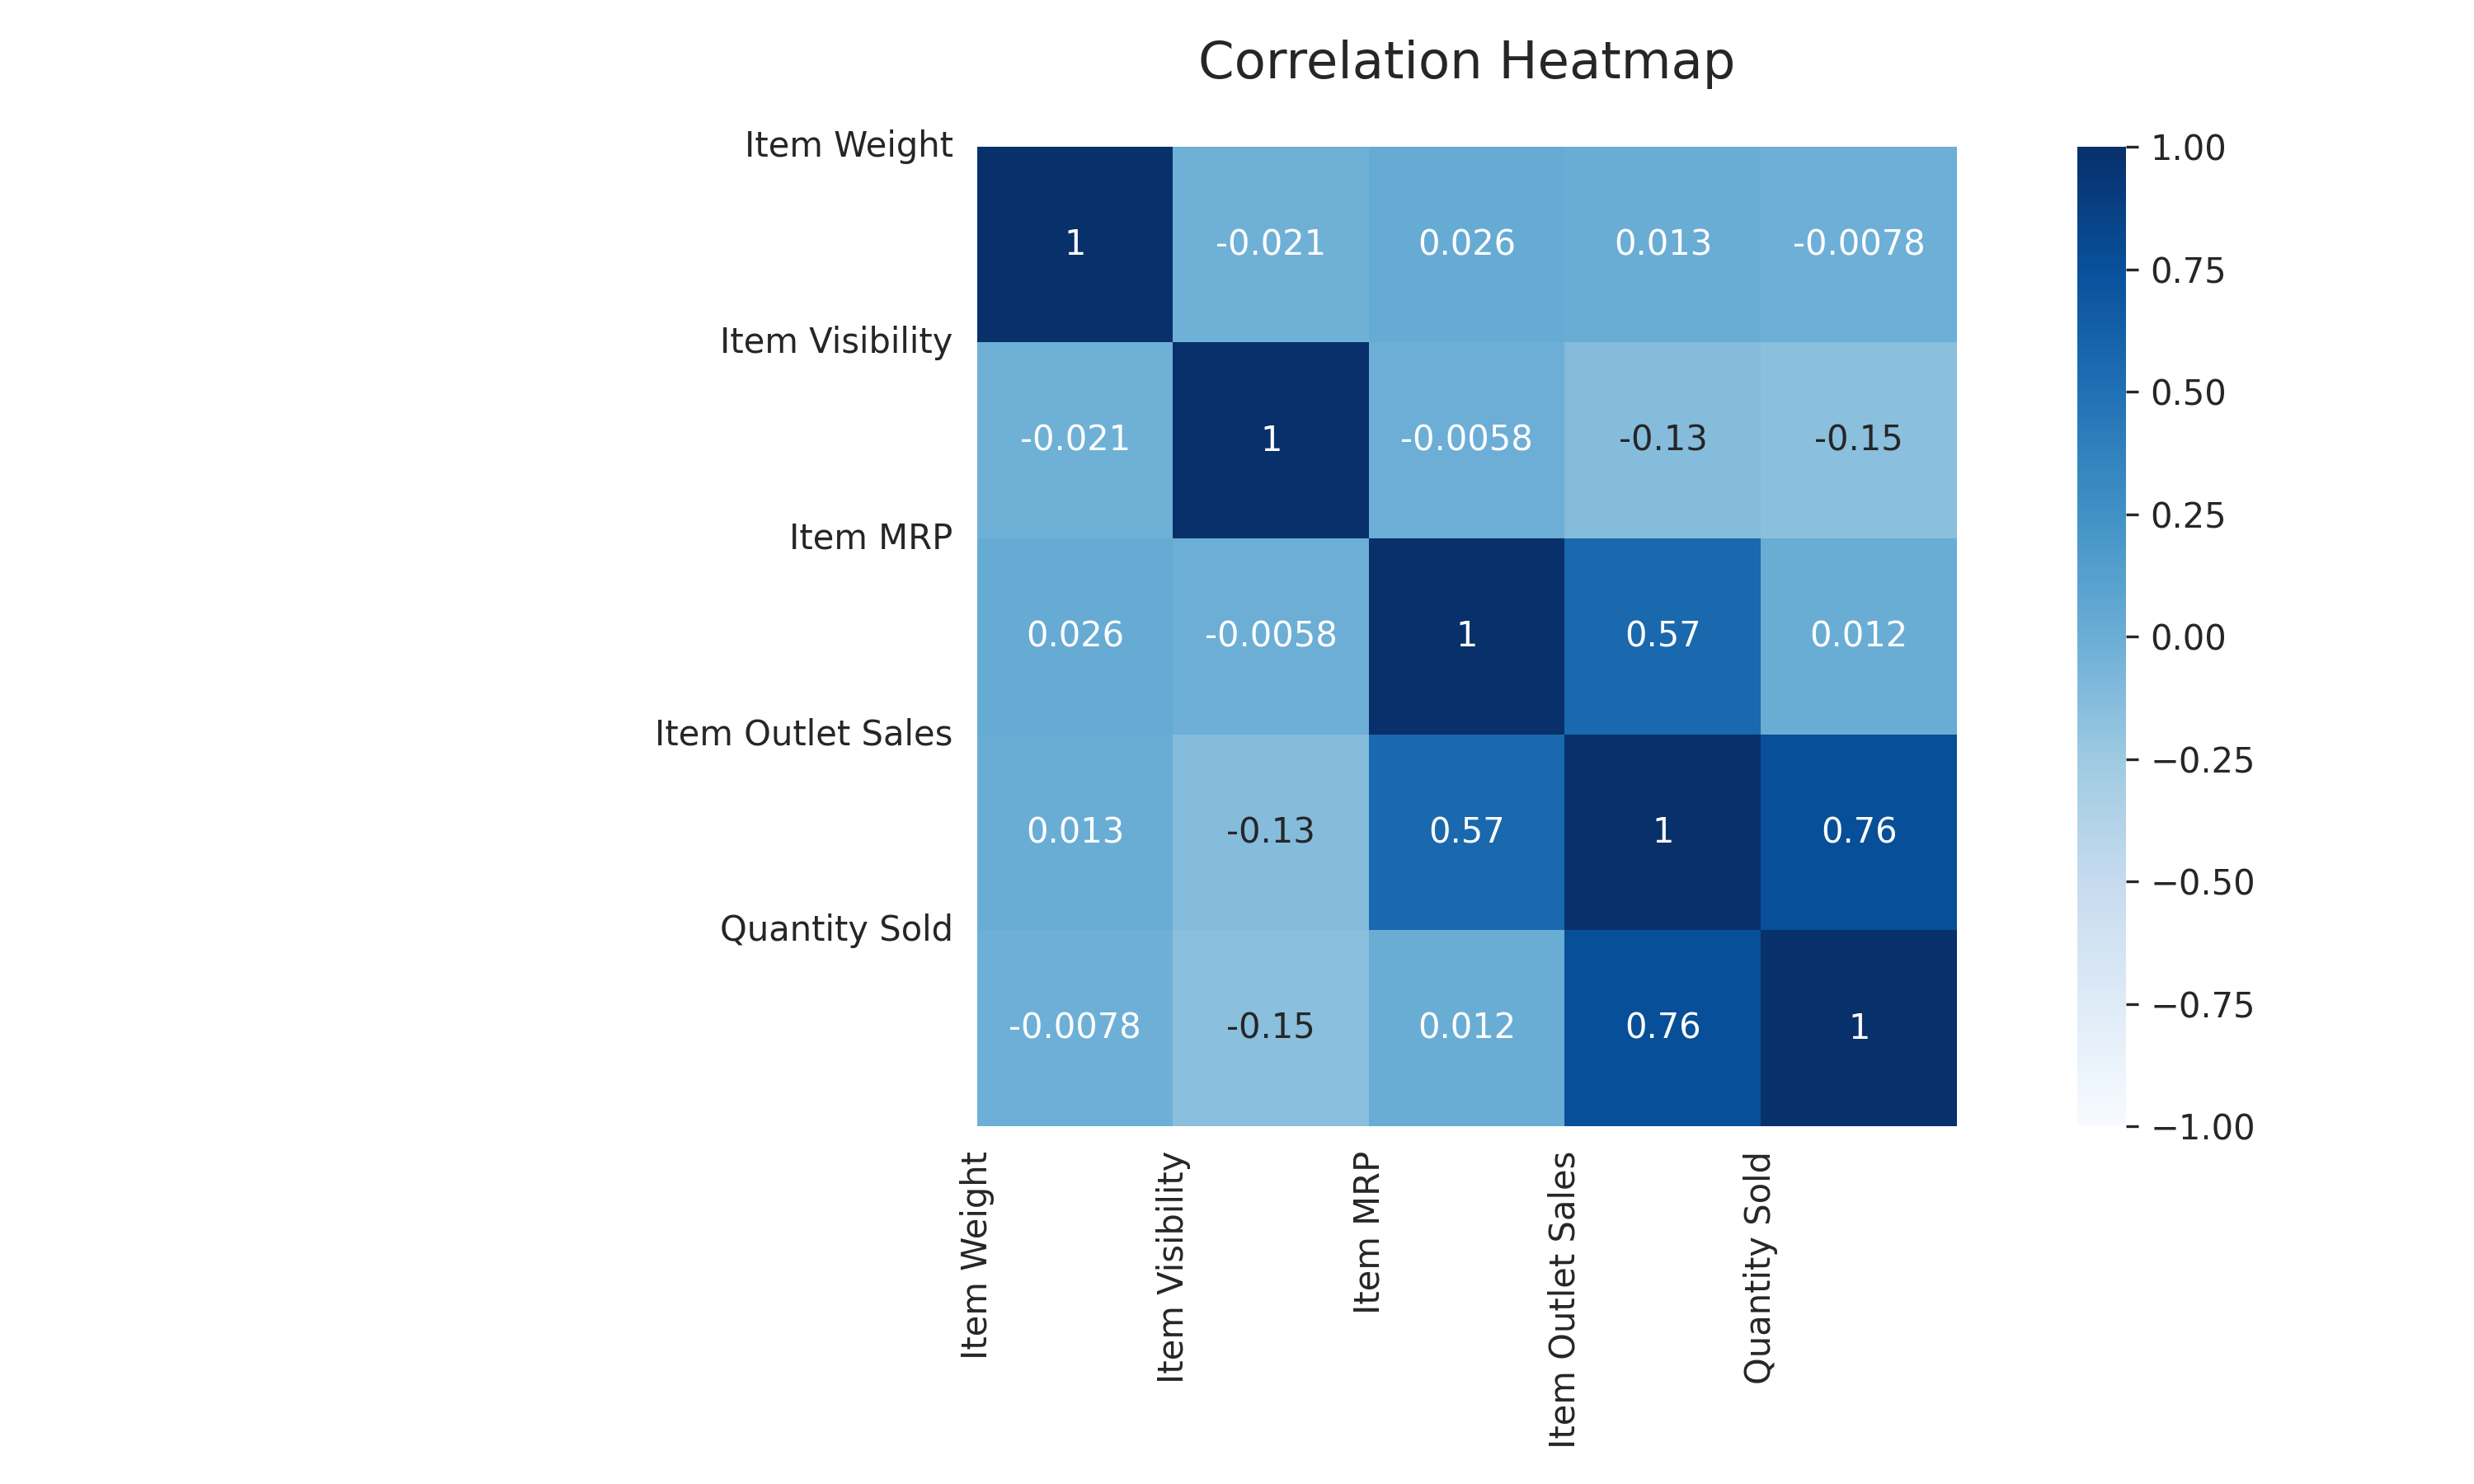 Correlation Heatmap
Item Weight
1 -0.021 0.026 0.013 -0.0078
Item Visibility
-0.021 1 -0.0058 -0.13 -0.15
Item MRP
0.026 -0.0058 1 0.57 0.012
Item Outlet Sales
0.013 -0.13 0.57 1 0.76
Quantity Sold
-0.0078 -0.15 0.012 0.76 1
Item Weight
Item Visibility
Item MRP
Item Outlet Sales
Quantity Sold
1.00
0.75
0.50
0.25
0.00
−0.25
−0.50
−0.75
−1.00